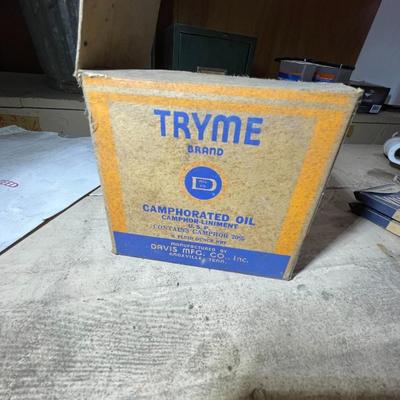 TRYME
BRAND
D
CAMPHORATED OIL
CAMPHOR LINIMENT
U.S.P.
CONTAINS CAMPHOR 20%
MANUFACTURED BY
DAVIS MFG. CO., Inc.
KNOXVILLE, TENN.